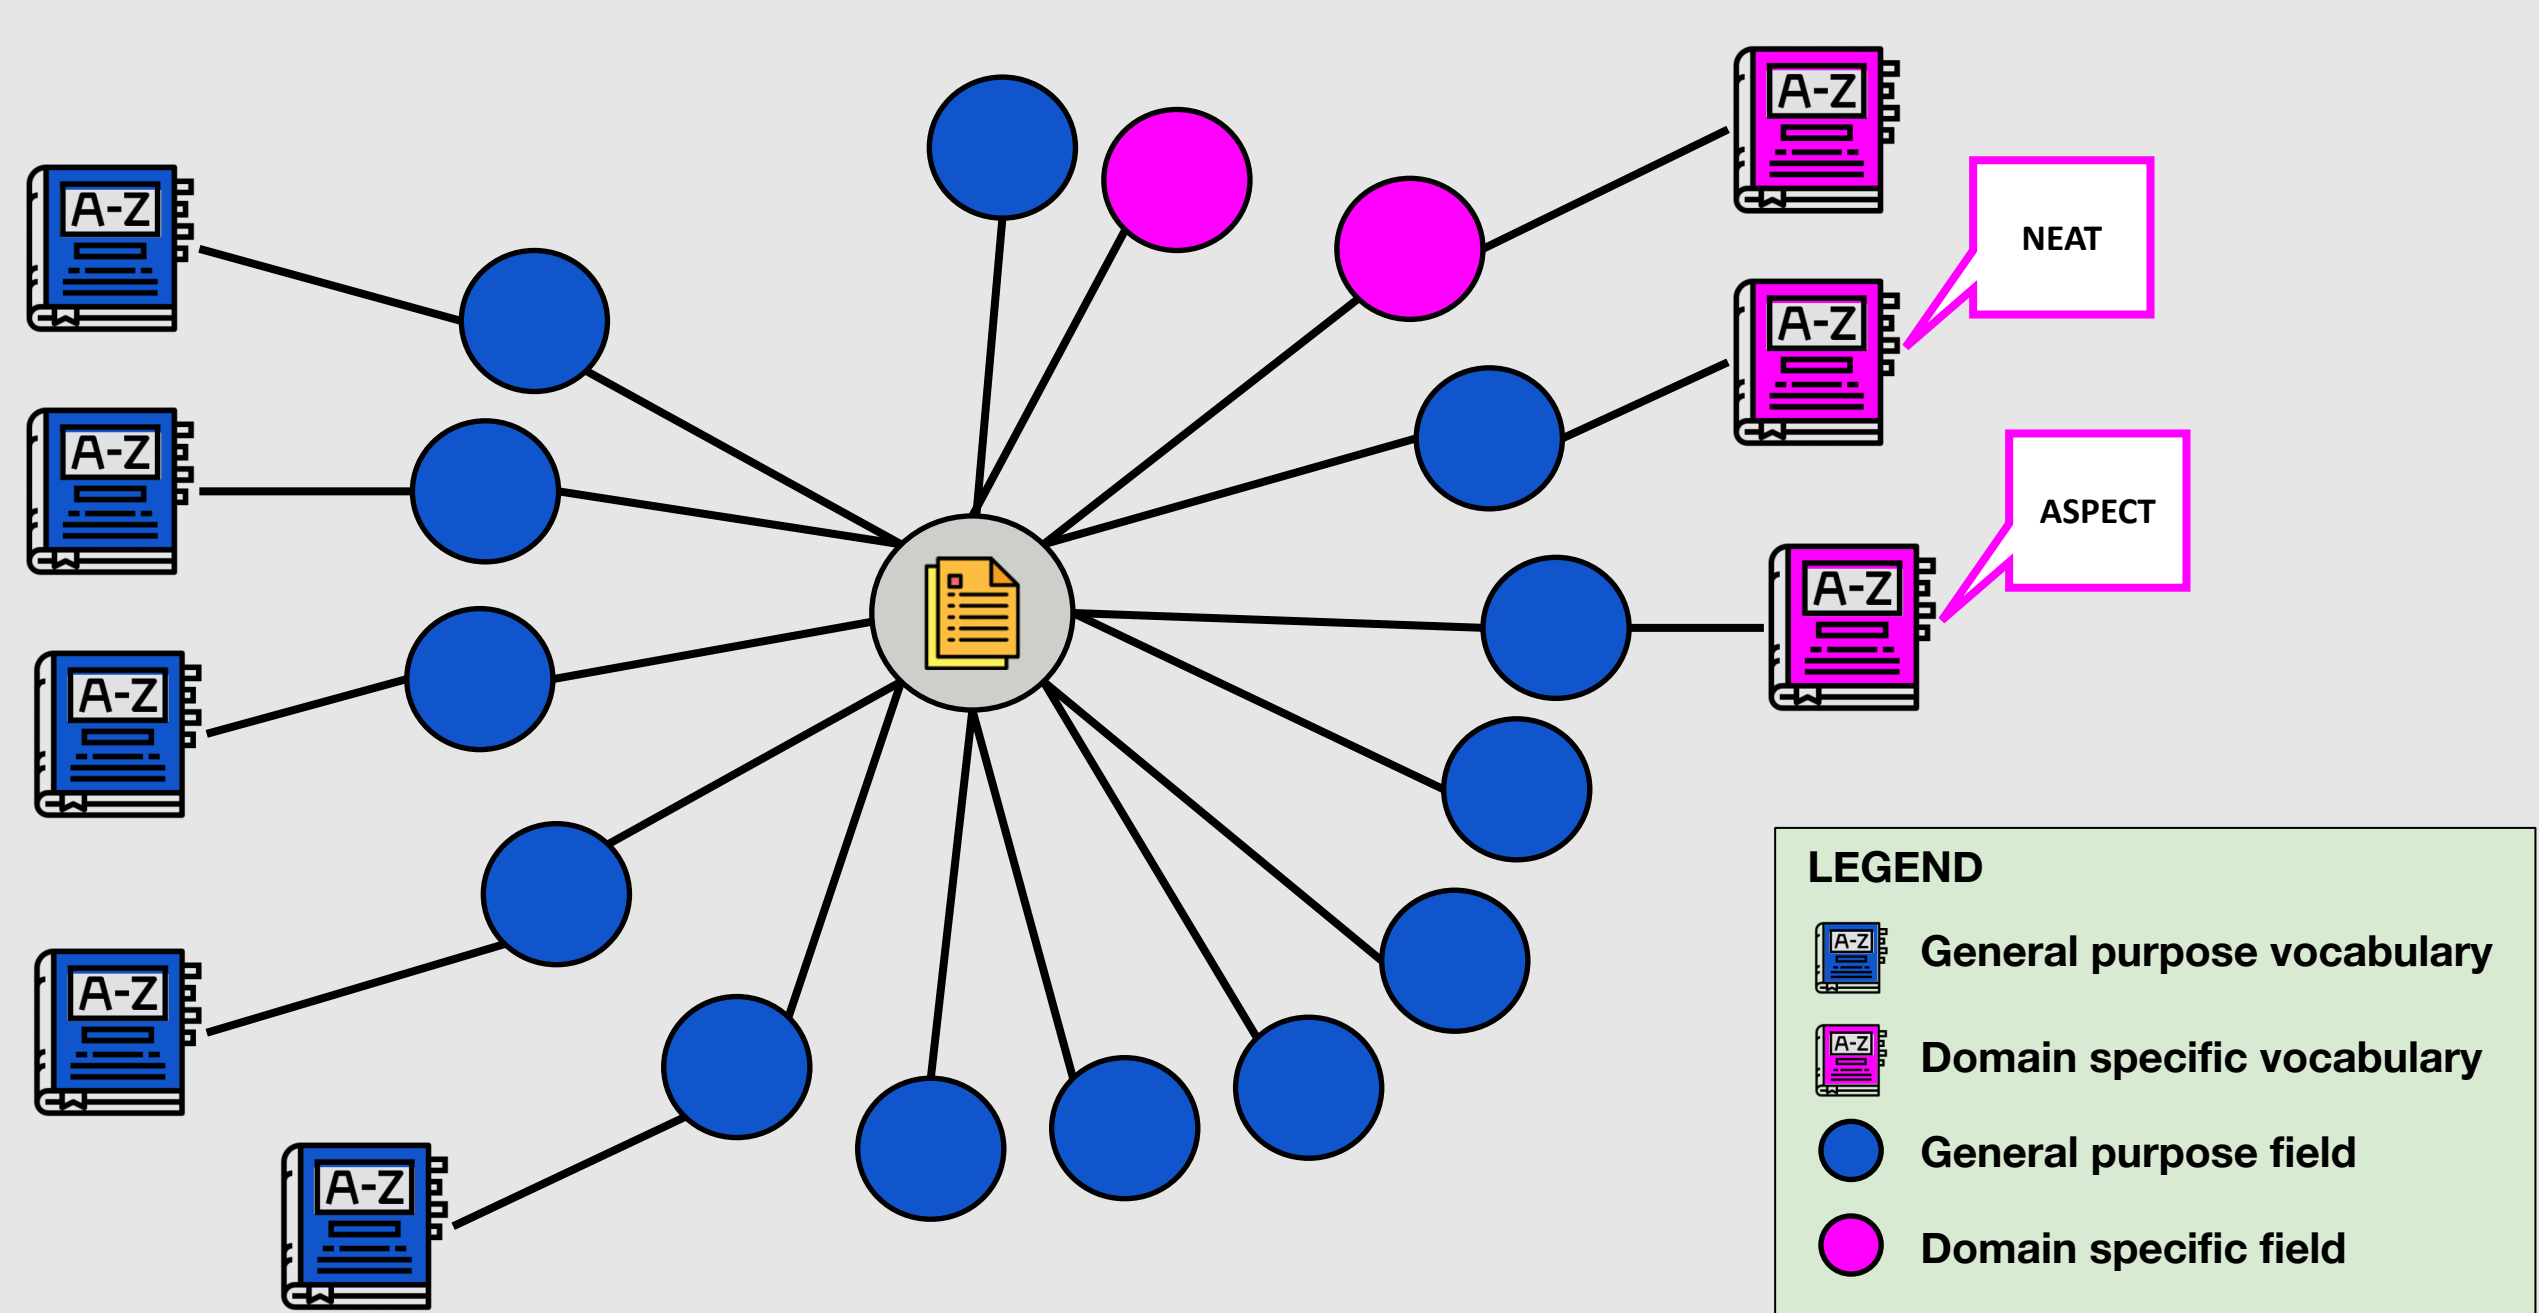 A-Z
A-Z
NEAT
A-Z
A-Z
ASPECT
A-Z
A-Z
A-Z
A-Z
A-Z
LEGEND
A-Z General purpose vocabulary
A-Z Domain specific vocabulary
General purpose field
Domain specific field